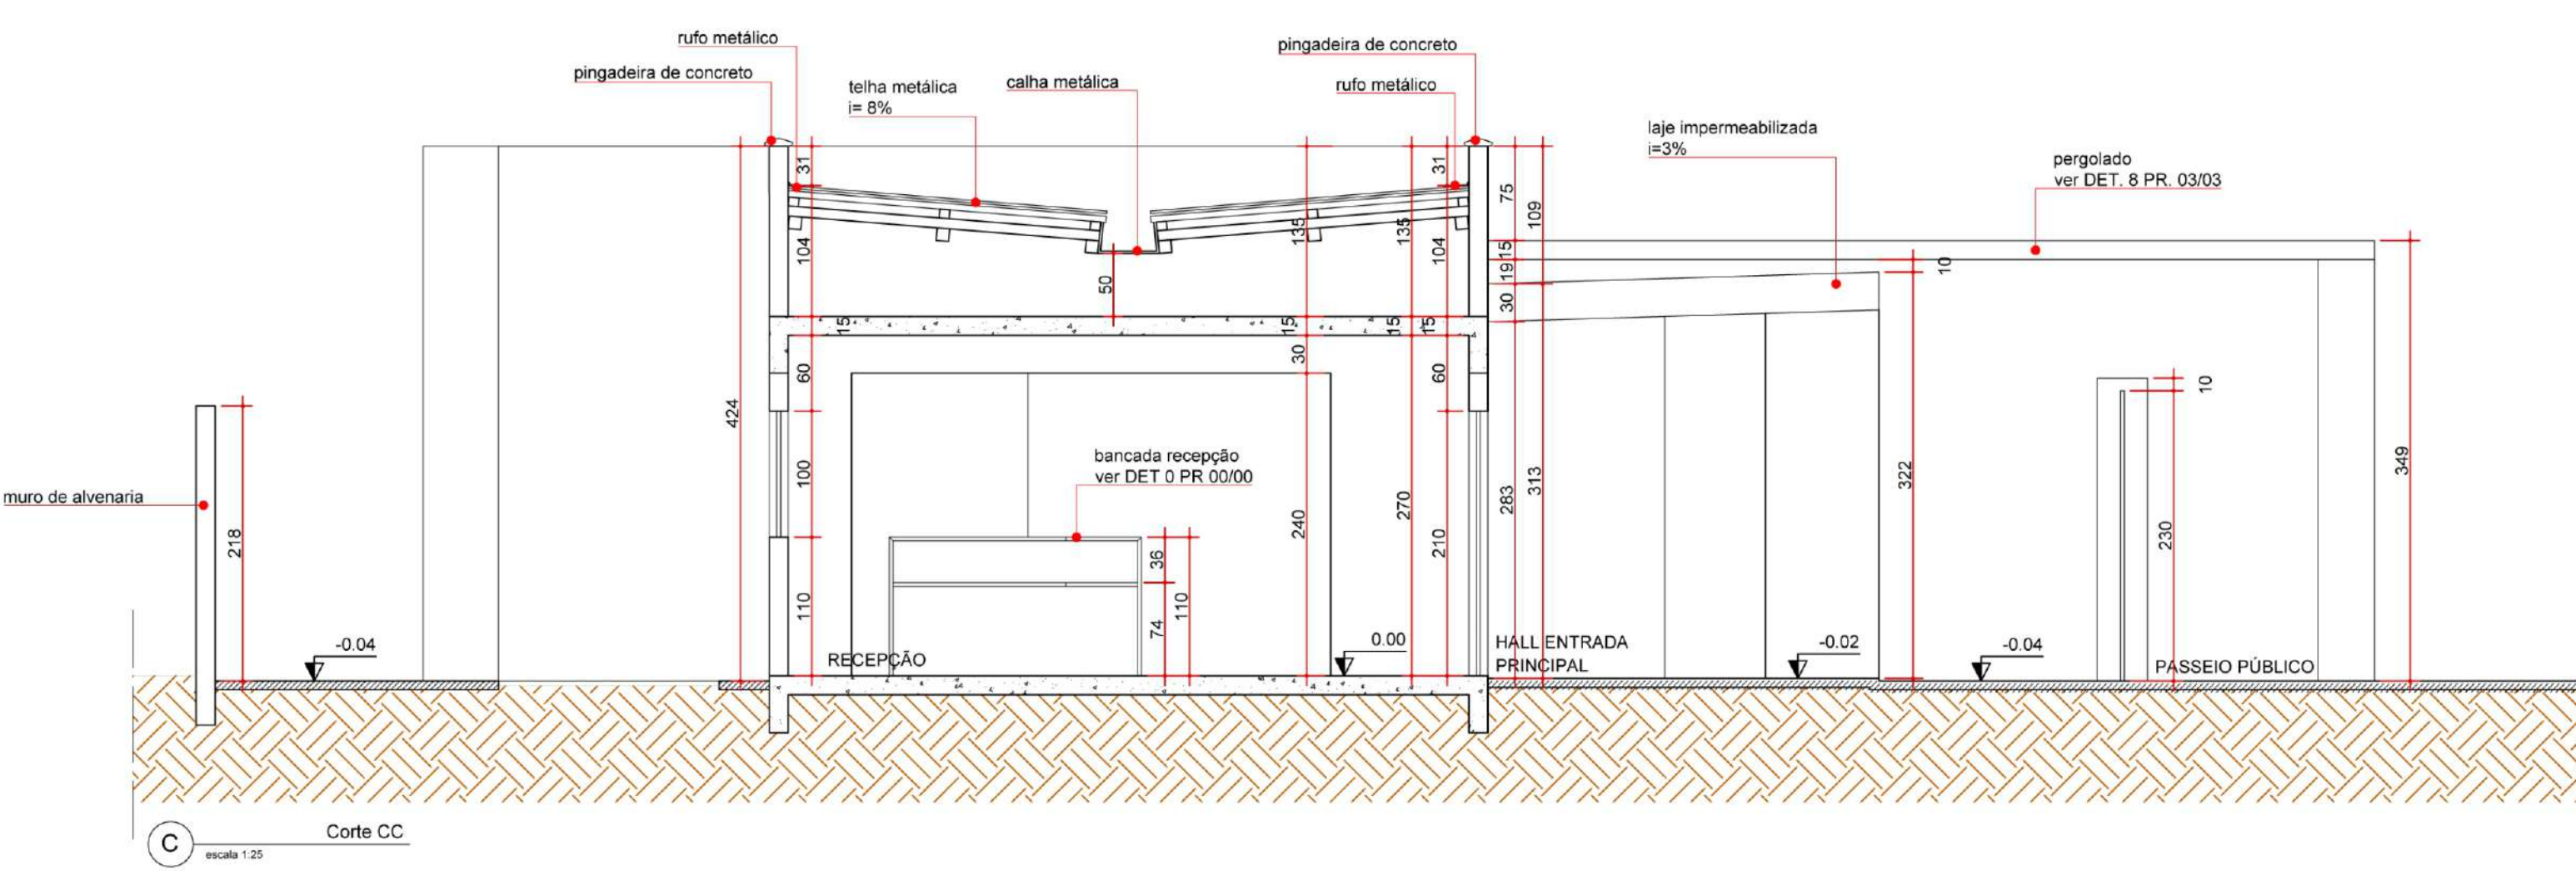 rufo metálico
pingadeira de concreto
telha metálica
i= 8%
calha metálica
pingadeira de concreto
rufo metálico
laje impermeabilizada
i=3%
pergolado
ver DET. 8 PR. 03/03
31
104
50
135
135
31
104
75
109
15
19
30
10
15
15
15
15
60
30
60
424
100
110
240
270
210
283
313
322
10
230
349
muro de alvenaria
218
bancada recepção
ver DET 0 PR 00/00
36
74
110
-0.04
RECEPÇÃO
0.00
HALL ENTRADA
PRINCIPAL
-0.02
-0.04
PASSEIO PÚBLICO
C
Corte CC
escala 1:25